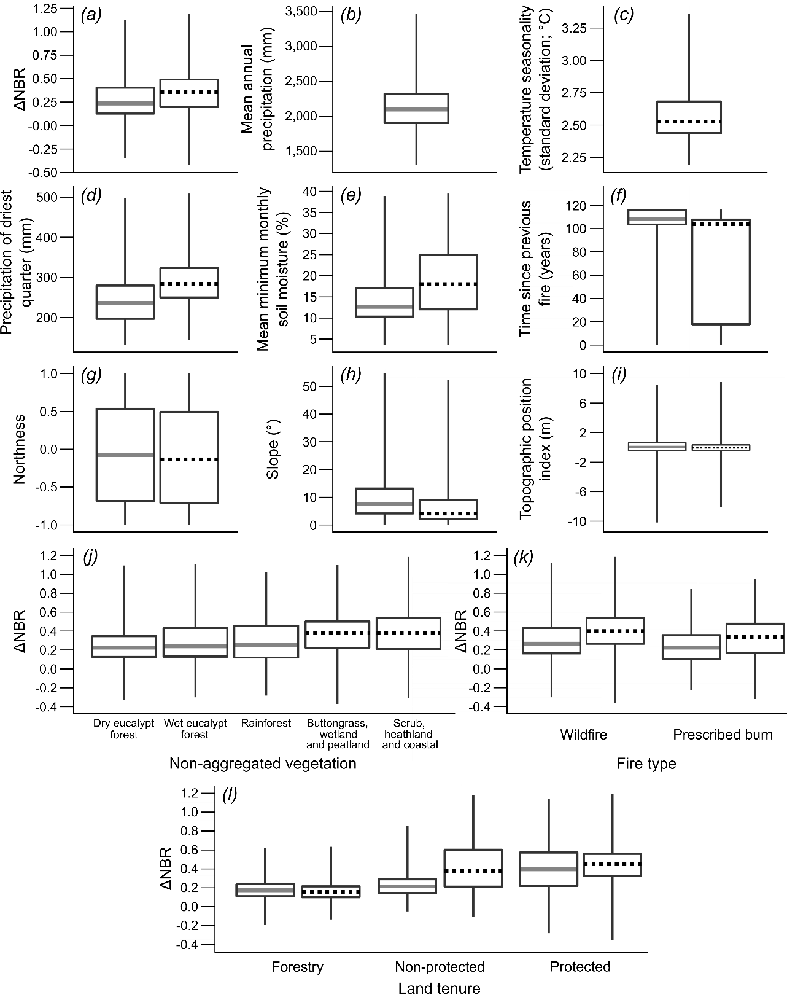 (a)
ΔNBR
1.25
1.00
0.75
0.50
0.25
-0.00
-0.25
-0.50
(b)
Mean annual
precipitation (mm)
3,500
3,000
2,500
2,000
1,500
(c)
Temperature seasonality
(standard deviation; °C)
3.25
3.00
2.75
2.50
2.25
(d)
Precipitation of driest
quarter (mm)
500
400
300
200
(e)
Mean minimum monthly
soil moisture (%)
40
35
30
25
20
15
10
5
(f)
Time since previous
fire (years)
120
100
80
60
40
20
0
(g)
Northness
1.0
0.5
0.0
-0.5
-1.0
(h)
Slope (°)
50
40
30
20
10
0
(i)
Topographic position
index (m)
10
6
2
-2
-6
-10
(j)
ΔNBR
1.2
1.0
0.8
0.6
0.4
0.2
0.0
-0.2
-0.4
Dry eucalypt
forest
Wet eucalypt
forest
Rainforest
Buttongrass,
wetland
and peatland
Scrub,
heathland
and coastal
Non-aggregated vegetation
(k)
ΔNBR
1.2
1.0
0.8
0.6
0.4
0.2
0.0
-0.2
-0.4
Wildfire
Prescribed burn
Fire type
(l)
ΔNBR
1.2
1.0
0.8
0.6
0.4
0.2
0.0
-0.2
-0.4
Forestry
Non-protected
Protected
Land tenure